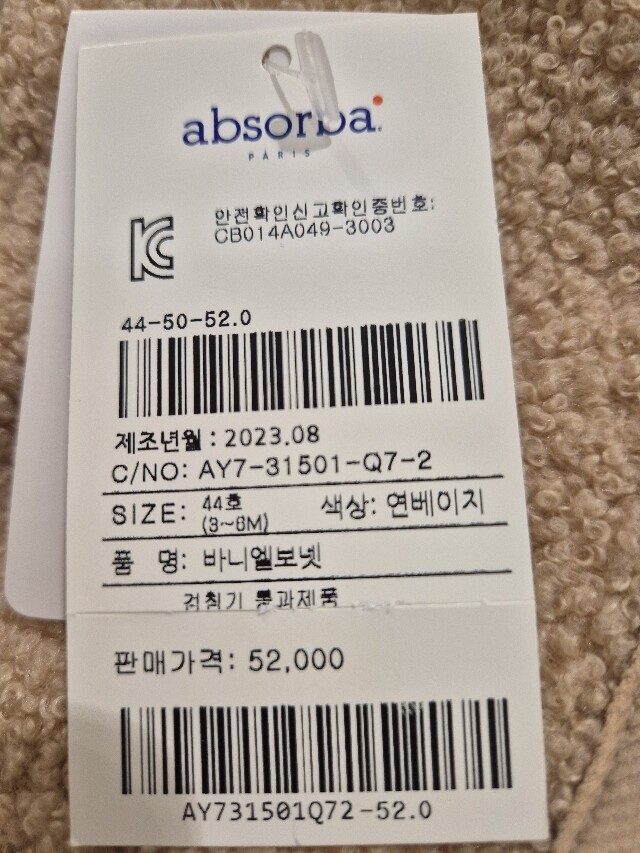 absorba
PARIS
안전확인신고확인증번호:
CB014A049-3003
44-50-52.0
제조년월: 2023.08
C/NO: AY7-31501-Q7-2
SIZE: 44호 (3~6M) 색상: 연베이지
품 명: 바니엘보넷
검침기 통과제품
판매가격: 52,000
AY731501Q72-52.0